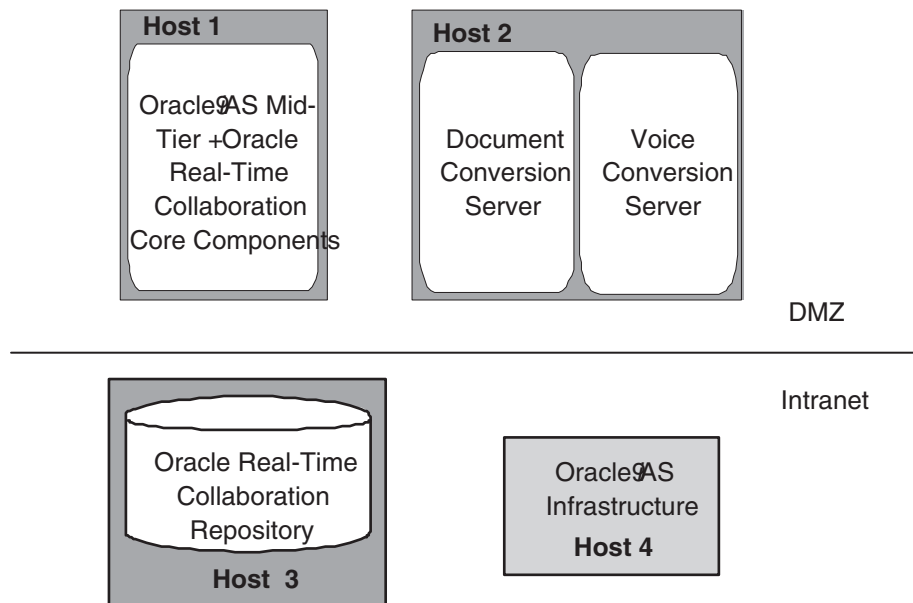 Host 1
Oracle9iAS Mid-
Tier +Oracle
Real-Time
Collaboration
Core Components
Host 2
Document
Conversion
Server
Voice
Conversion
Server
DMZ
Intranet
Oracle Real-Time
Collaboration
Repository
Host 3
Oracle9iAS
Infrastructure
Host 4